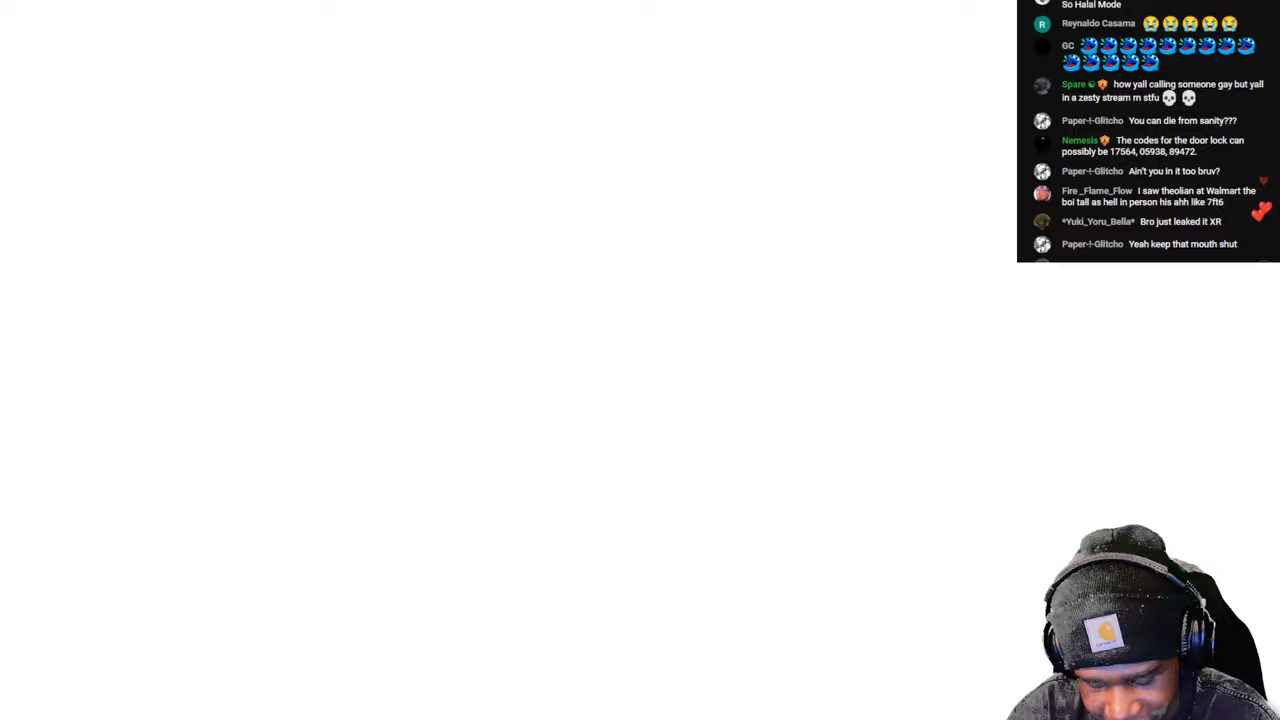 So Halal Mode
Reynaldo Casama 😭😭😭😭😭
GC
Spare how yall calling someone gay but yall
in a zesty stream rn stfu 💀 💀
Paper-!-Glitcho You can die from sanity???
Nemesis The codes for the door lock can
possibly be 17564, 05938, 89472.
Paper-!-Glitcho Ain't you in it too bruv?
Fire _Flame_Flow I saw theolian at Walmart the
boi tall as hell in person his ahh like 7ft6
*Yuki_Yoru_Bella* Bro just leaked it XR
Paper-!-Glitcho Yeah keep that mouth shut